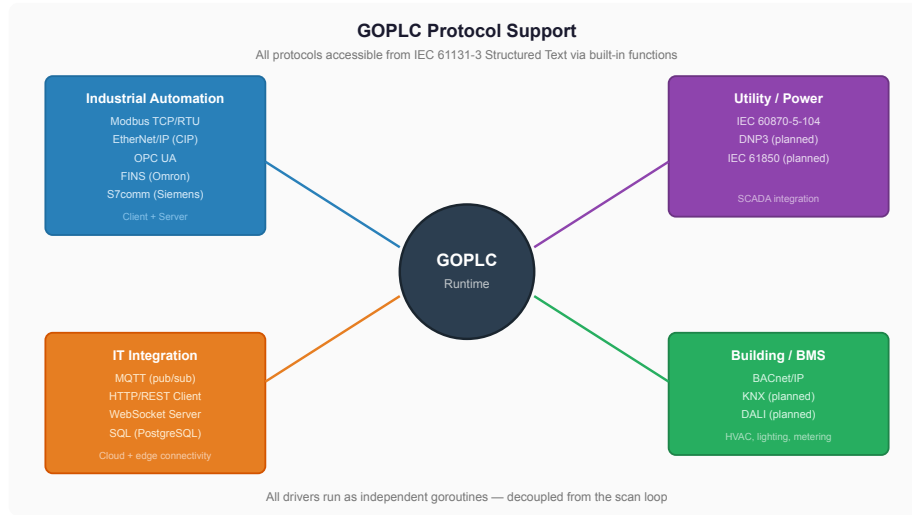 GOPLC Protocol Support
All protocols accessible from IEC 61131-3 Structured Text via built-in functions
Industrial Automation
Modbus TCP/RTU
EtherNet/IP (CIP)
OPC UA
FINS (Omron)
S7comm (Siemens)
Client + Server
Utility / Power
IEC 60870-5-104
DNP3 (planned)
IEC 61850 (planned)
SCADA integration
GOPLC
Runtime
IT Integration
MQTT (pub/sub)
HTTP/REST Client
WebSocket Server
SQL (PostgreSQL)
Cloud + edge connectivity
Building / BMS
BACnet/IP
KNX (planned)
DALI (planned)
HVAC, lighting, metering
All drivers run as independent goroutines — decoupled from the scan loop